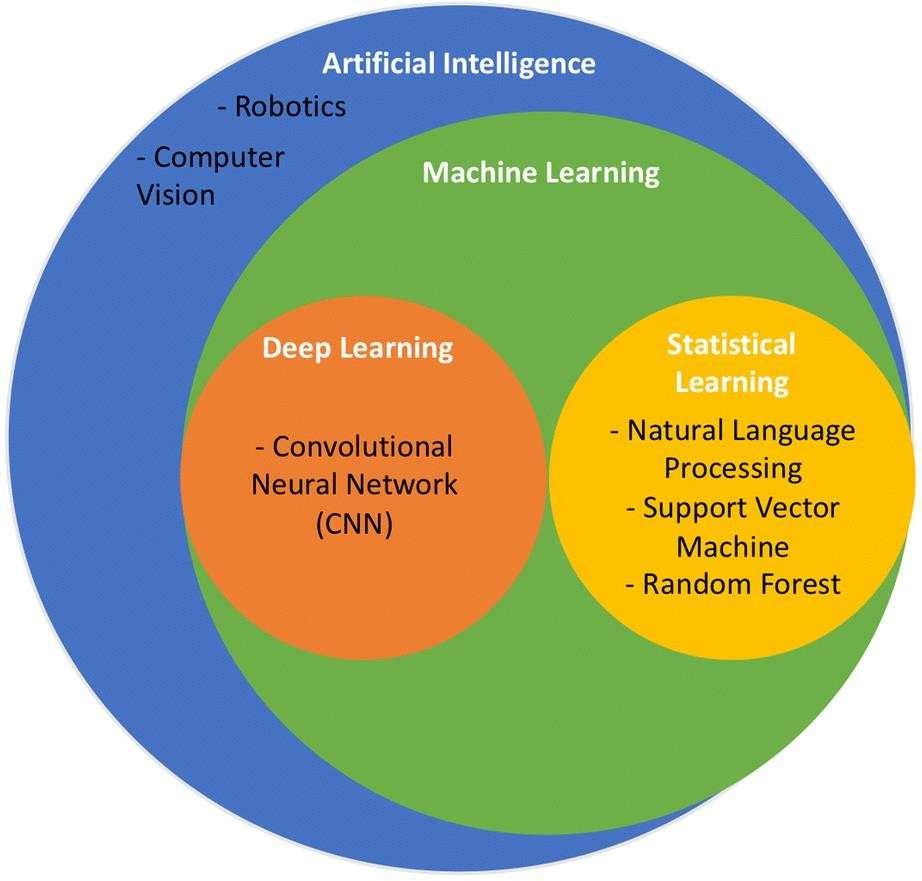 Artificial Intelligence
- Robotics
- Computer
Vision
Machine Learning
Deep Learning
- Convolutional
Neural Network
(CNN)
Statistical
Learning
- Natural Language
Processing
- Support Vector
Machine
- Random Forest